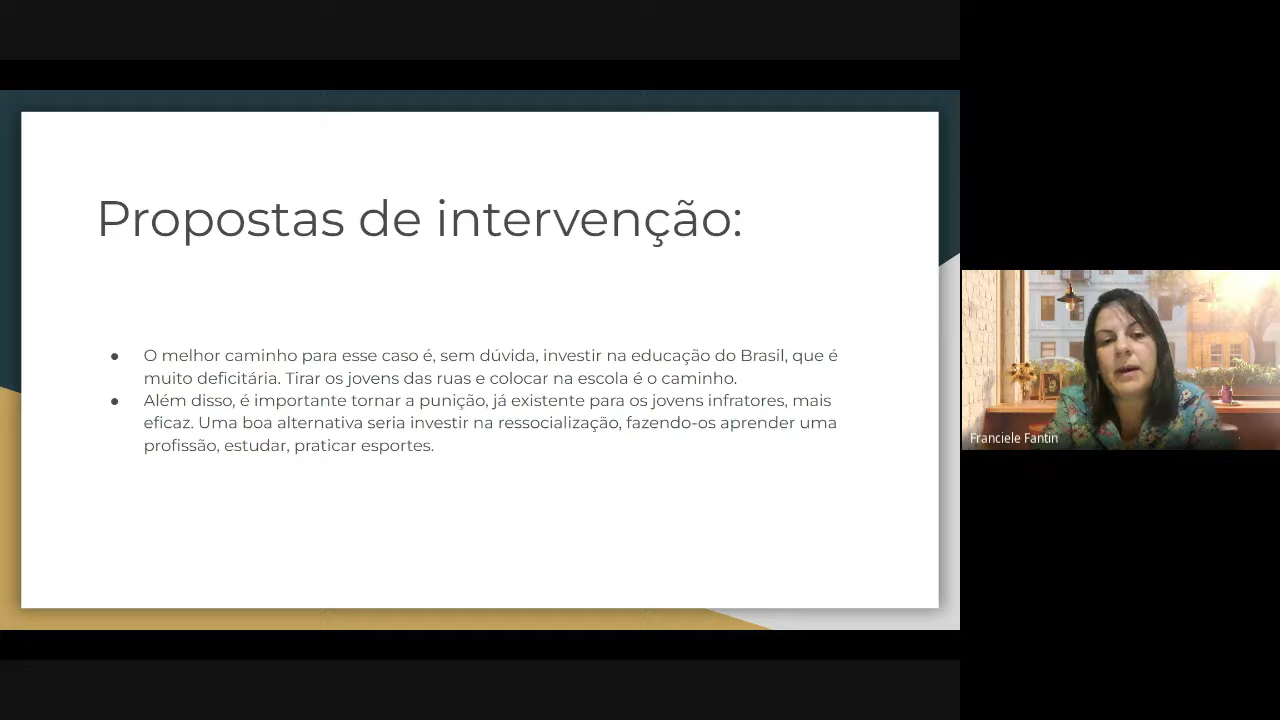 Propostas de intervenção:
● O melhor caminho para esse caso é, sem dúvida, investir na educação do Brasil, que é
muito deficitária. Tirar os jovens das ruas e colocar na escola é o caminho.
● Além disso, é importante tornar a punição, já existente para os jovens infratores, mais
eficaz. Uma boa alternativa seria investir na ressocialização, fazendo-os aprender uma
profissão, estudar, praticar esportes.
Franciele Fantin